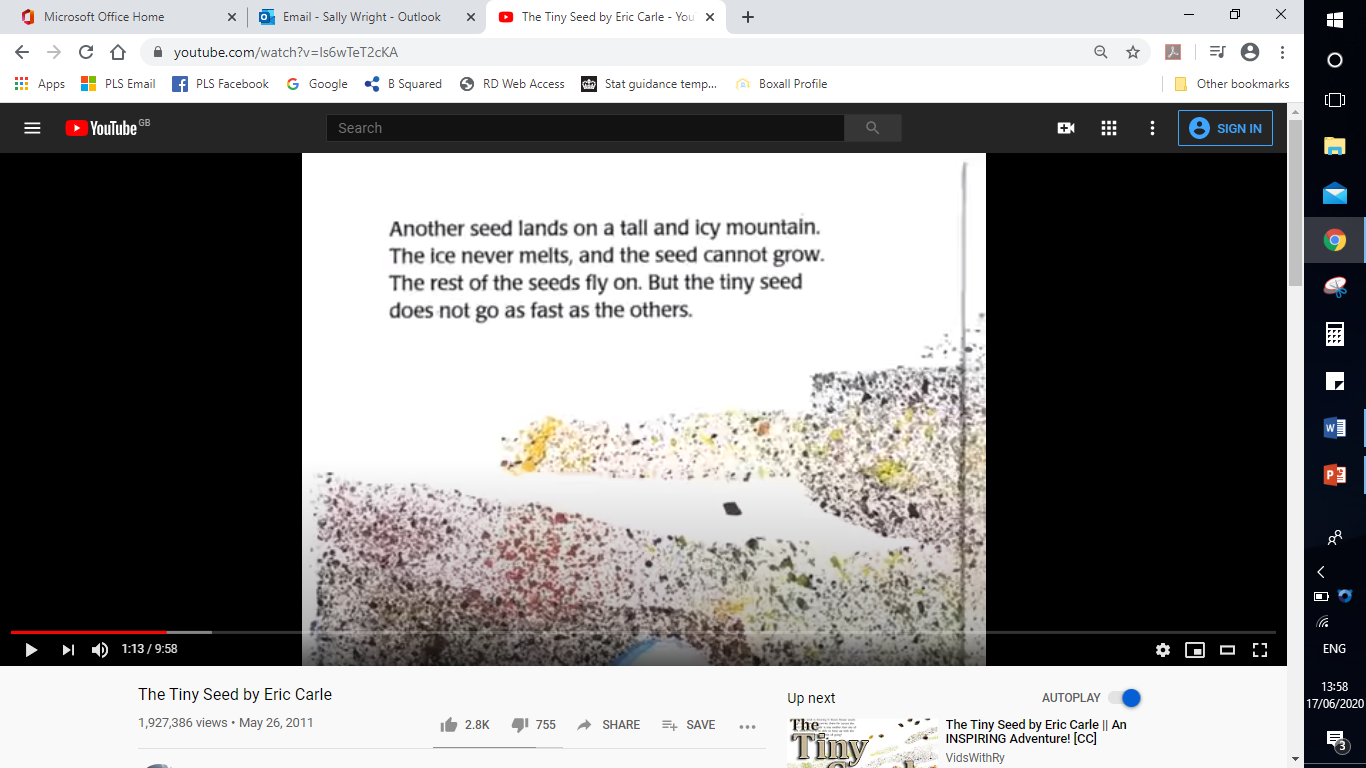 Microsoft Office Home
Email - Sally Wright - Outlook
The Tiny Seed by Eric Carle - You
youtube.com/watch?v=Is6wTeT2cKA
Apps PLS Email PLS Facebook Google B Squared RD Web Access Stat guidance temp... Boxall Profile Other bookmarks
YouTube GB
Search
SIGN IN
Another seed lands on a tall and icy mountain.
The ice never melts, and the seed cannot grow.
The rest of the seeds fly on. But the tiny seed
does not go as fast as the others.
1:13 / 9:58
The Tiny Seed by Eric Carle
1,927,386 views • May 26, 2011
2.8K 755 SHARE SAVE
Up next
AUTOPLAY
The Tiny
The Tiny Seed by Eric Carle || An
INSPIRING Adventure! [CC]
VidsWithRy
ENG
13:58
17/06/2020
3